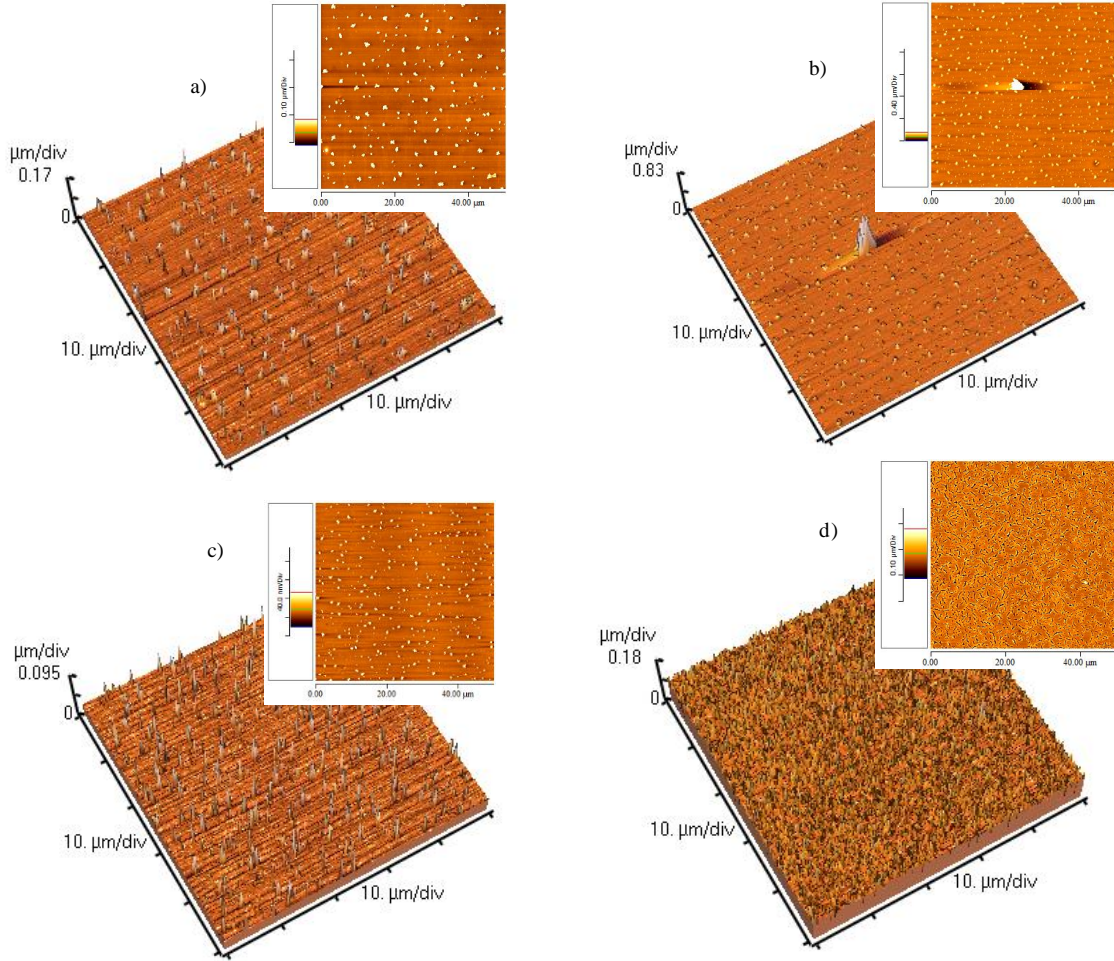 a)
0.10 µm/Div
0.00
20.00
40.00 µm
µm/div
0.17
0
10. µm/div
10. µm/div
b)
0.40 µm/Div
0.00
20.00
40.00 µm
µm/div
0.83
0
10. µm/div
10. µm/div
c)
40.0 nm/Div
0.00
20.00
40.00 µm
µm/div
0.095
0
10. µm/div
10. µm/div
d)
0.10 µm/Div
0.00
20.00
40.00 µm
µm/div
0.18
0
10. µm/div
10. µm/div